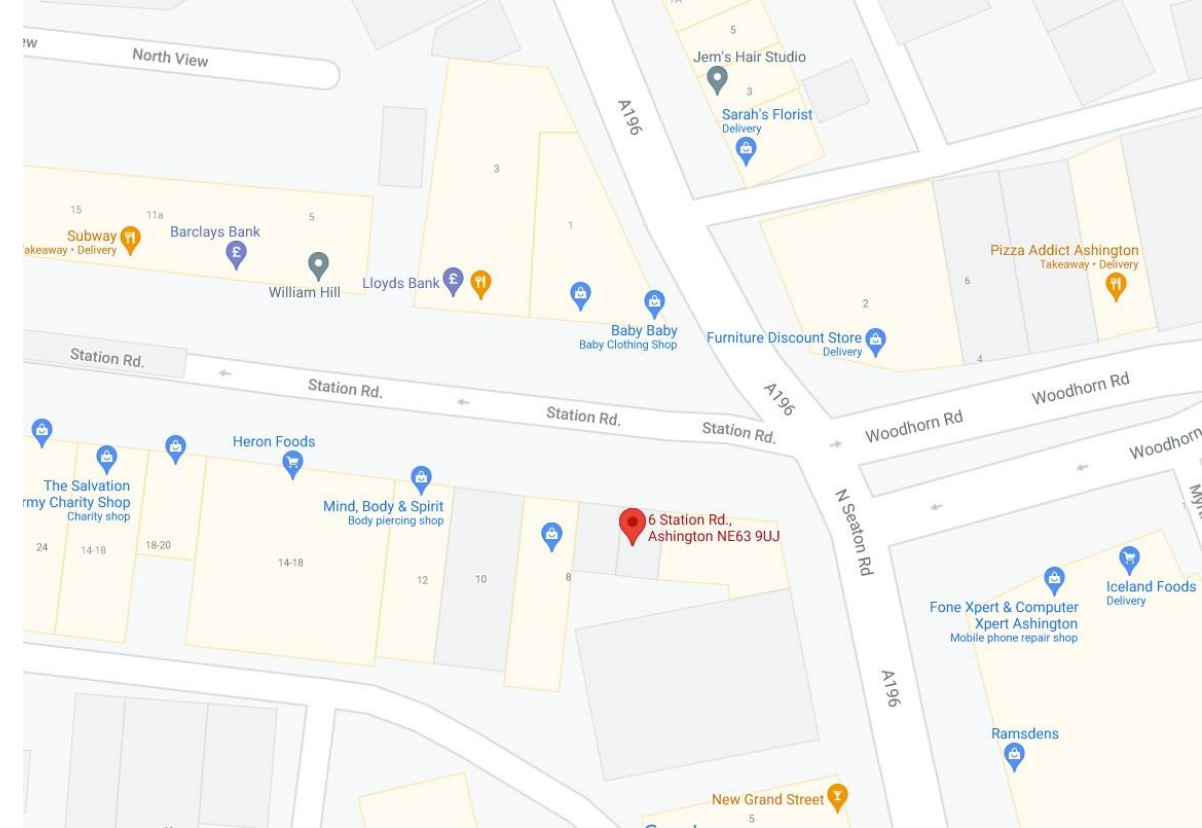 ew
North View
7A
5
Jem's Hair Studio
3
Sarah's Florist
Delivery
A196
3
1
15
11a
5
Subway
akeaway • Delivery
Barclays Bank
£
William Hill
Lloyds Bank
£
Baby Baby
Baby Clothing Shop
Pizza Addict Ashington
Takeaway • Delivery
6
2
4
Furniture Discount Store
Delivery
Station Rd.
Station Rd.
Station Rd.
Station Rd.
A196
Woodhorn Rd
Woodhorn Rd
Woodhorn
Heron Foods
The Salvation
rmy Charity Shop
Charity shop
Mind, Body & Spirit
Body piercing shop
6 Station Rd.,
Ashington NE63 9UJ
N Seaton Rd
24
14-18
18-20
14-18
12
10
8
Iceland Foods
Delivery
Fone Xpert & Computer
Xpert Ashington
Mobile phone repair shop
A196
Ramsdens
New Grand Street
5